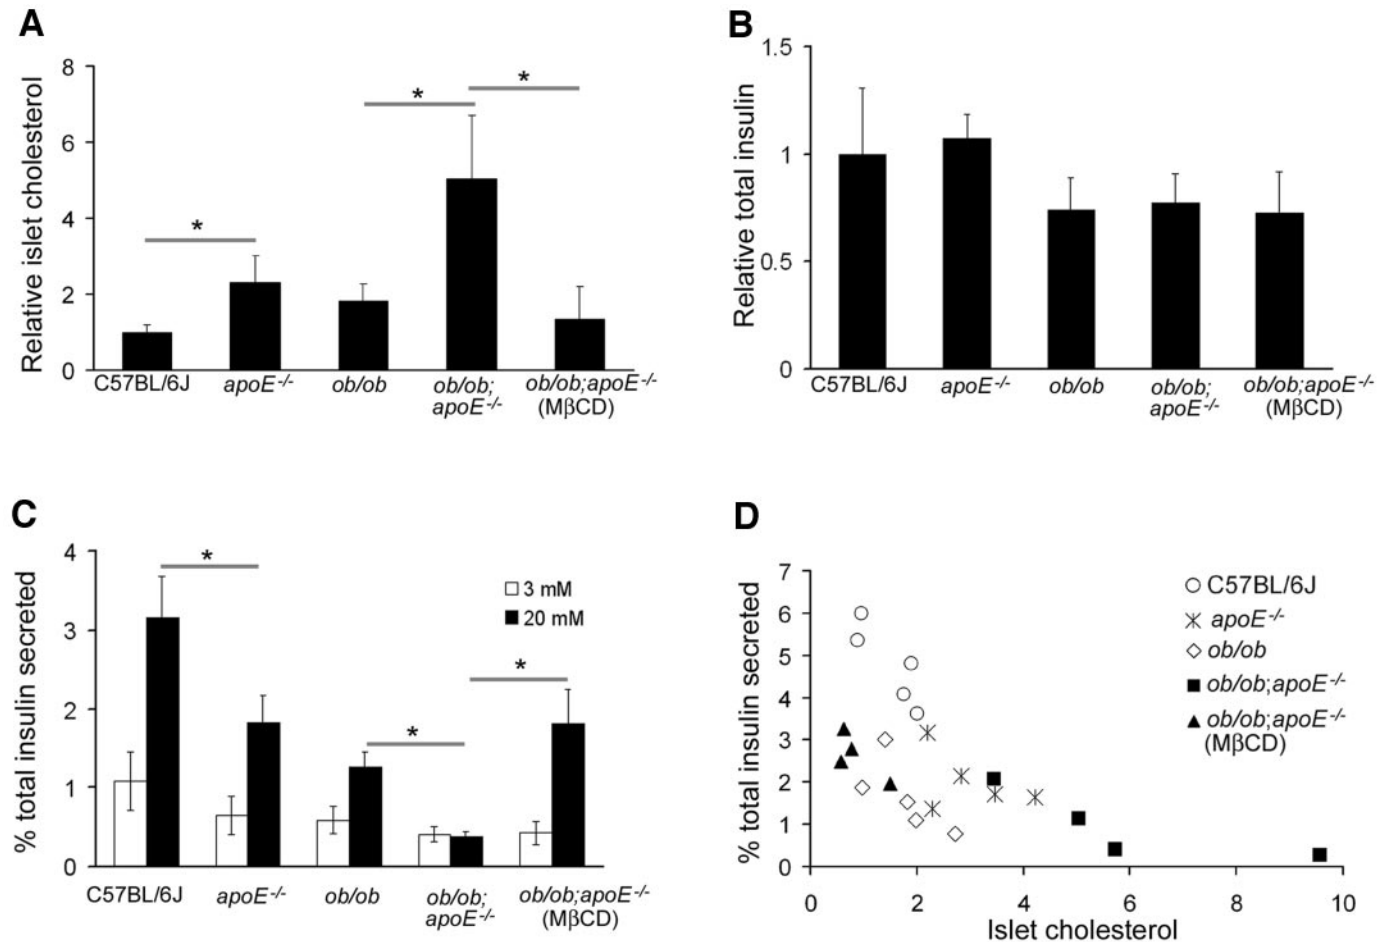 A
Relative islet cholesterol
8
6
4
2
0
*
*
*
C57BL/6J
apoE-/-
ob/ob
ob/ob;
apoE-/-
ob/ob;apoE-/-
(MβCD)
B
Relative total insulin
1.5
1
0.5
0
C57BL/6J
apoE-/-
ob/ob
ob/ob;
apoE-/-
ob/ob;apoE-/-
(MβCD)
C
% total insulin secreted
4
3
2
1
0
*
*
*
3 mM
20 mM
C57BL/6J
apoE-/-
ob/ob
ob/ob;
apoE-/-
ob/ob;apoE-/-
(MβCD)
D
% total insulin secreted
7
6
5
4
3
2
1
0
C57BL/6J
apoE-/-
ob/ob
ob/ob;apoE-/-
ob/ob;apoE-/-
(MβCD)
0 2 4 6 8 10
Islet cholesterol